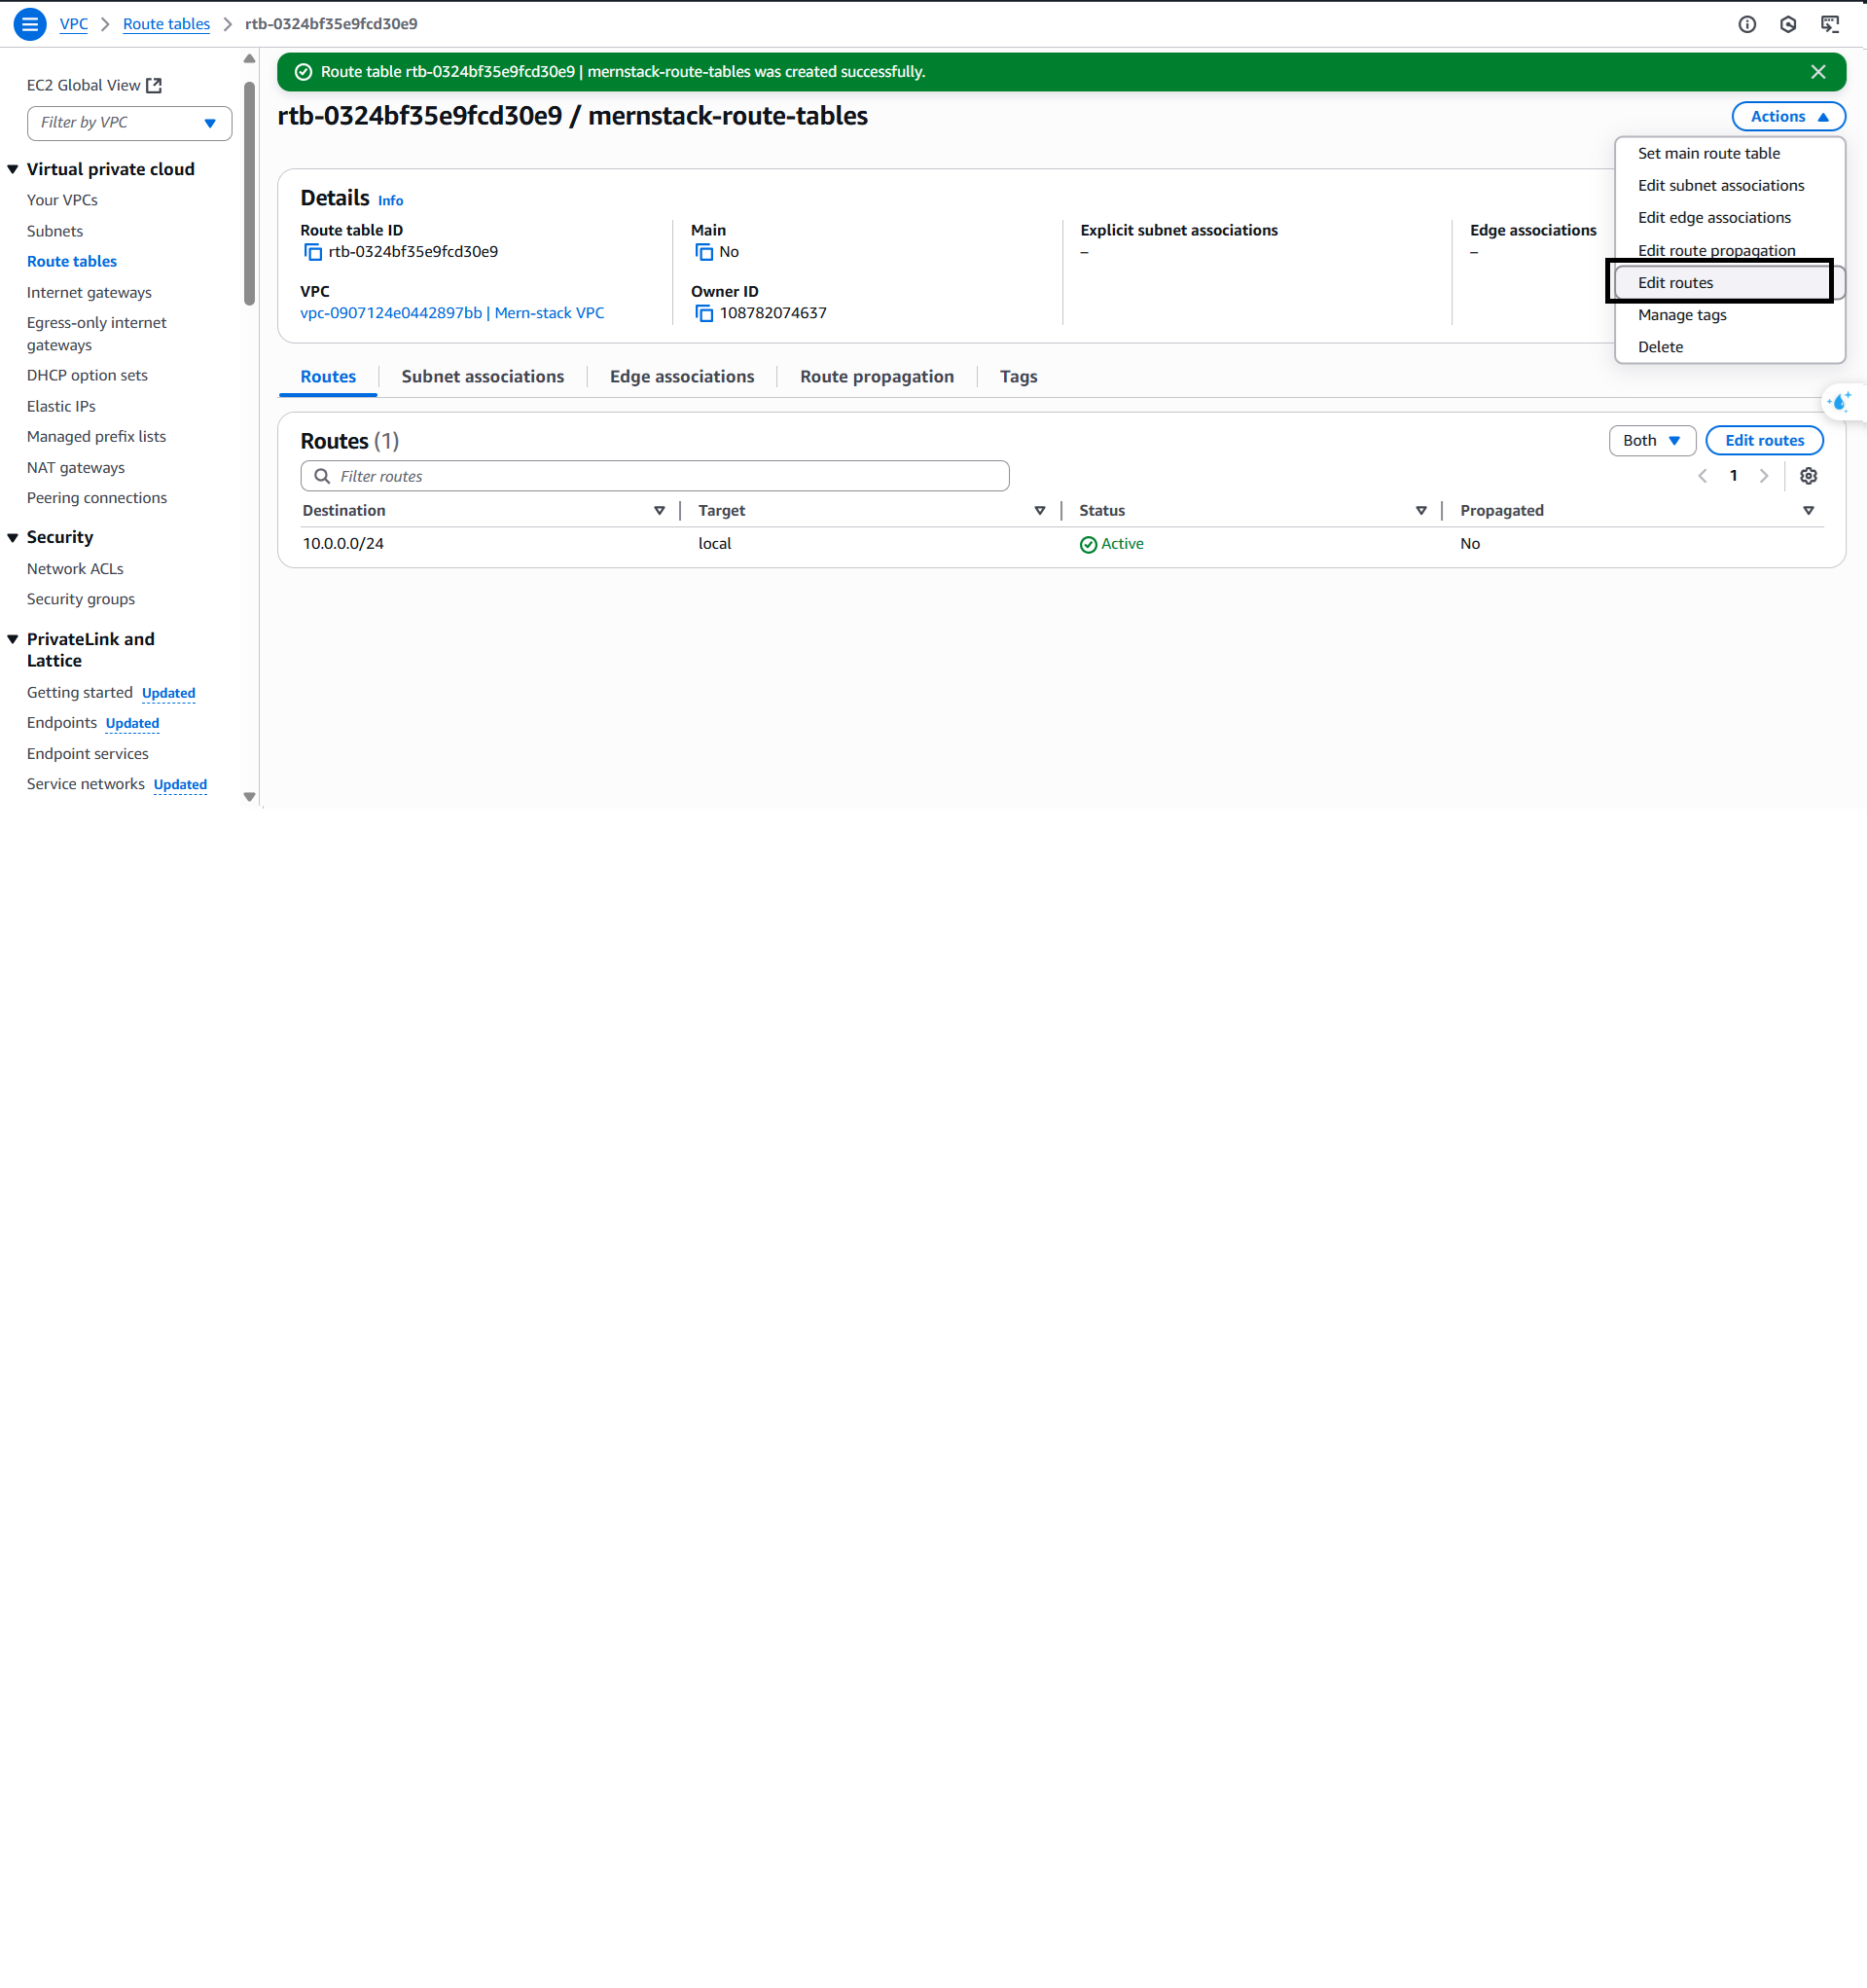 VPC > Route tables > rtb-0324bf35e9fcd30e9
EC2 Global View
Filter by VPC
Virtual private cloud
Your VPCs
Subnets
Route tables
Internet gateways
Egress-only internet
gateways
DHCP option sets
Elastic IPs
Managed prefix lists
NAT gateways
Peering connections
Security
Network ACLs
Security groups
PrivateLink and
Lattice
Getting started Updated
Endpoints Updated
Endpoint services
Service networks Updated
Route table rtb-0324bf35e9fcd30e9 | mernstack-route-tables was created successfully.
rtb-0324bf35e9fcd30e9 / mernstack-route-tables
Actions
Set main route table
Edit subnet associations
Edit edge associations
Edit route propagation
Edit routes
Manage tags
Delete
Details Info
Route table ID
rtb-0324bf35e9fcd30e9
Main
No
Explicit subnet associations
–
Edge associations
–
VPC
vpc-0907124e0442897bb | Mern-stack VPC
Owner ID
108782074637
Routes
Subnet associations
Edge associations
Route propagation
Tags
Routes (1)
Both
Edit routes
Filter routes
1
Destination Target Status Propagated
10.0.0.0/24 local Active No